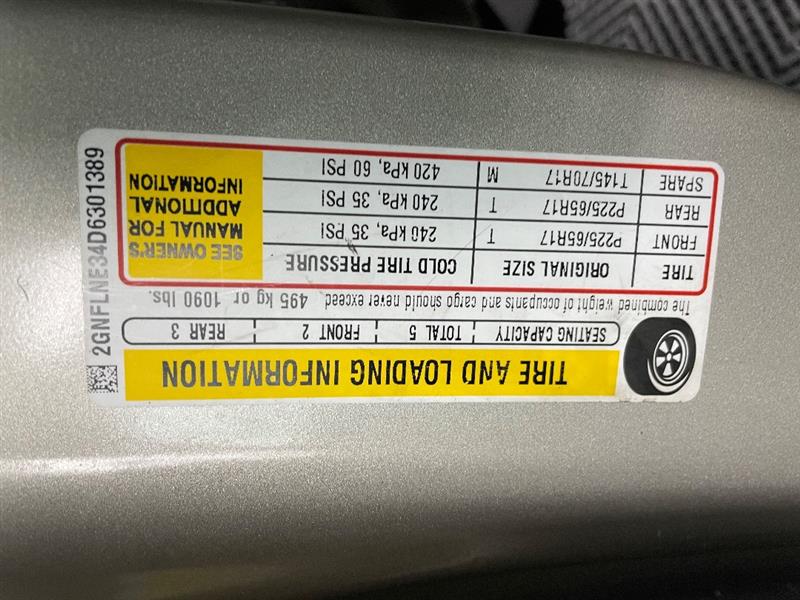 TIRE AND LOADING INFORMATION
SEATING CAPACITY TOTAL 5 FRONT 2 REAR 3
The combined weight of occupants and cargo should never exceed 495 kg or 1090 lbs.
TIRE ORIGINAL SIZE COLD TIRE PRESSURE
FRONT P225/65R17 T 240 kPa, 35 PSI
REAR P225/65R17 T 240 kPa, 35 PSI
SPARE T145/70R17 M 420 kPa, 60 PSI
SEE OWNER'S
MANUAL FOR
ADDITIONAL
INFORMATION
2GNFLNE34D6301389